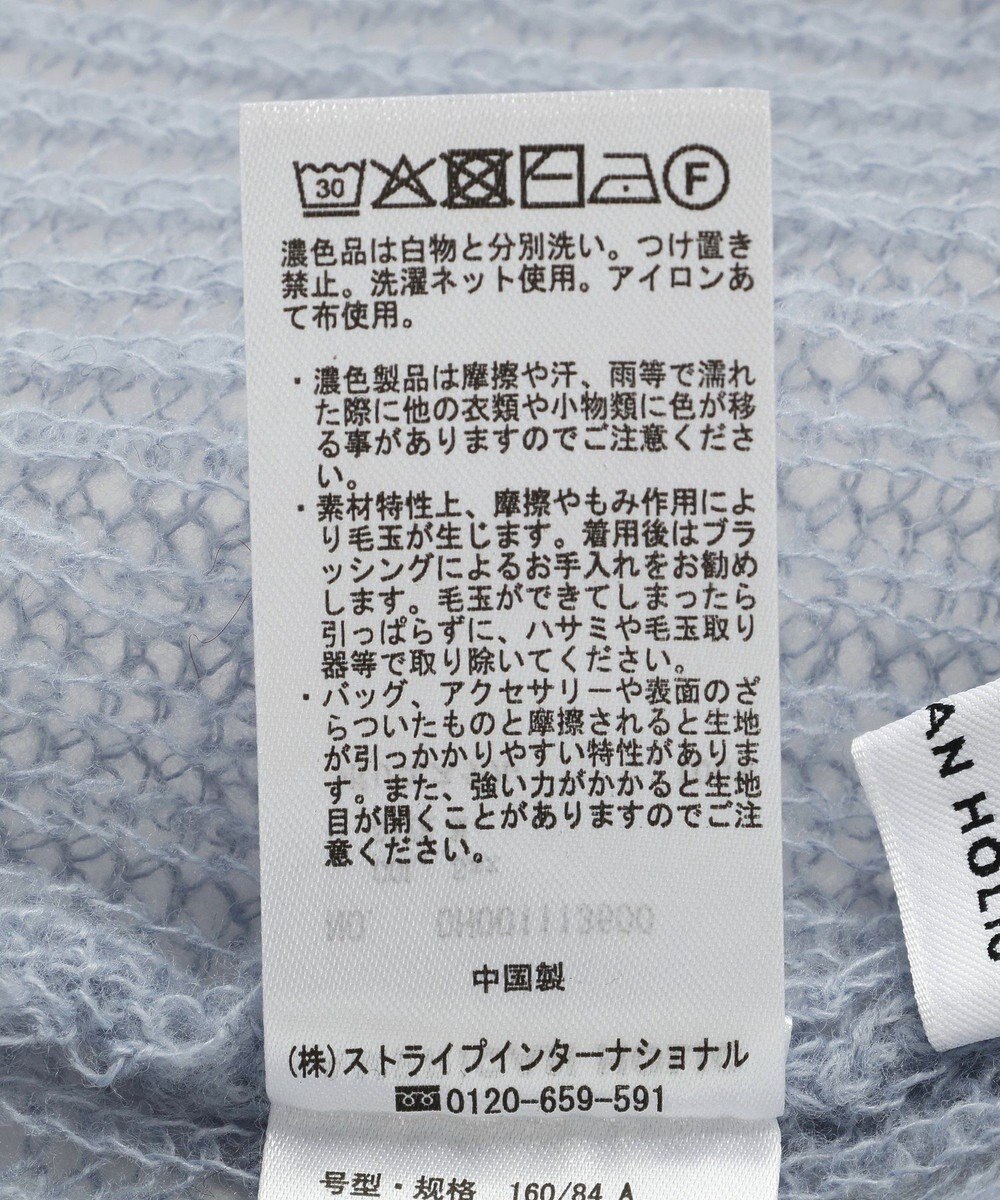 30
F
濃色品は白物と分別洗い。つけ置き
禁止。洗濯ネット使用。アイロンあ
て布使用。
・濃色製品は摩擦や汗、雨等で濡れ
た際に他の衣類や小物類に色が移
る事がありますのでご注意くださ
い。
・素材特性上、摩擦やもみ作用によ
り毛玉が生じます。着用後はブラ
ッシングによるお手入れをお勧め
します。毛玉ができてしまったら
引っぱらずに、ハサミや毛玉取り
器等で取り除いてください。
・バッグ、アクセサリーや表面のざ
らついたものと摩擦されると生地
が引っかかりやすい特性がありま
す。また、強い力がかかると生地
目が開くことがありますのでご注
意ください。
中国製
(株)ストライプインターナショナル
0120-659-591
号型・规格 160/84 A
AN HOLI